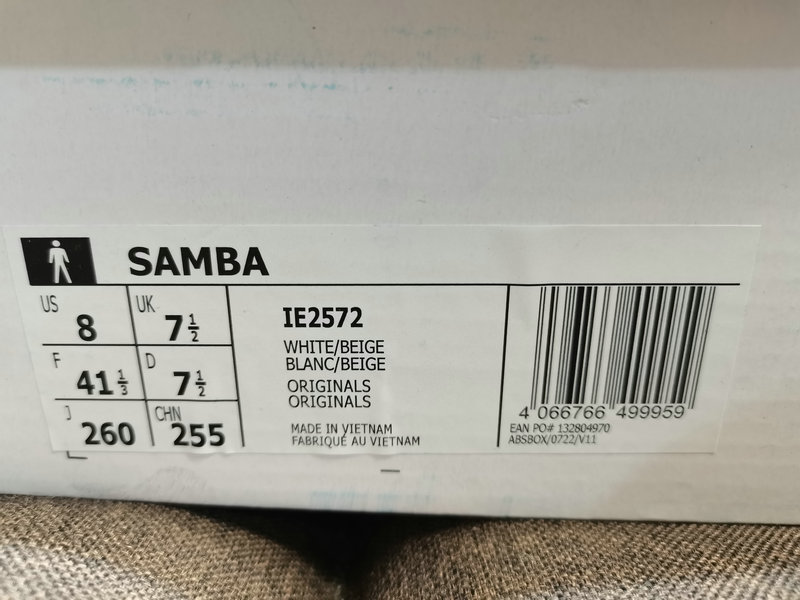 SAMBA
US 8 UK 7 1/2
F 41 1/3 D 7 1/2
J 260 CHN 255
IE2572
WHITE/BEIGE
BLANC/BEIGE
ORIGINALS
ORIGINALS
MADE IN VIETNAM
FABRIQUÉ AU VIETNAM
4 066766 499959
EAN PO# 132804970
ABSBOX/0722/V11